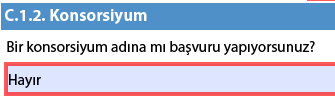 C.1.2. Konsorsiyum
Bir konsorsiyum adına mı başvuru yapıyorsunuz?
Hayır